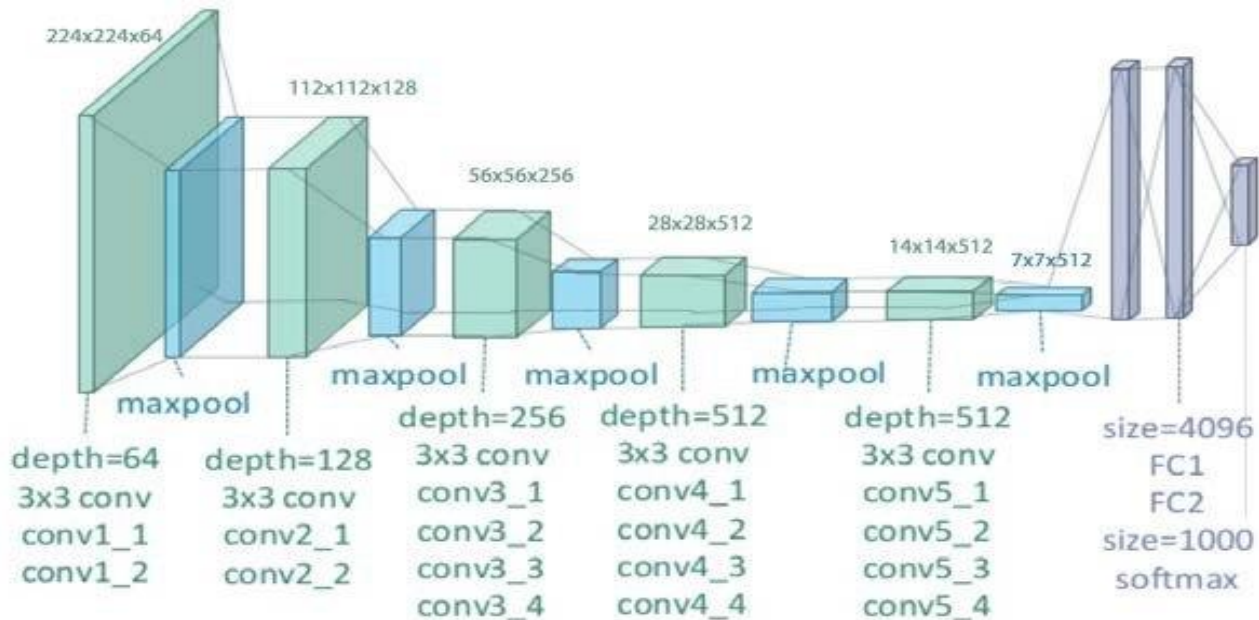 224x224x64
112x112x128
56x56x256
28x28x512
14x14x512
7x7x512
maxpool
maxpool
maxpool
maxpool
maxpool
depth=64
3x3 conv
conv1_1
conv1_2
depth=128
3x3 conv
conv2_1
conv2_2
depth=256
3x3 conv
conv3_1
conv3_2
conv3_3
conv3_4
depth=512
3x3 conv
conv4_1
conv4_2
conv4_3
conv4_4
depth=512
3x3 conv
conv5_1
conv5_2
conv5_3
conv5_4
size=4096
FC1
FC2
size=1000
softmax